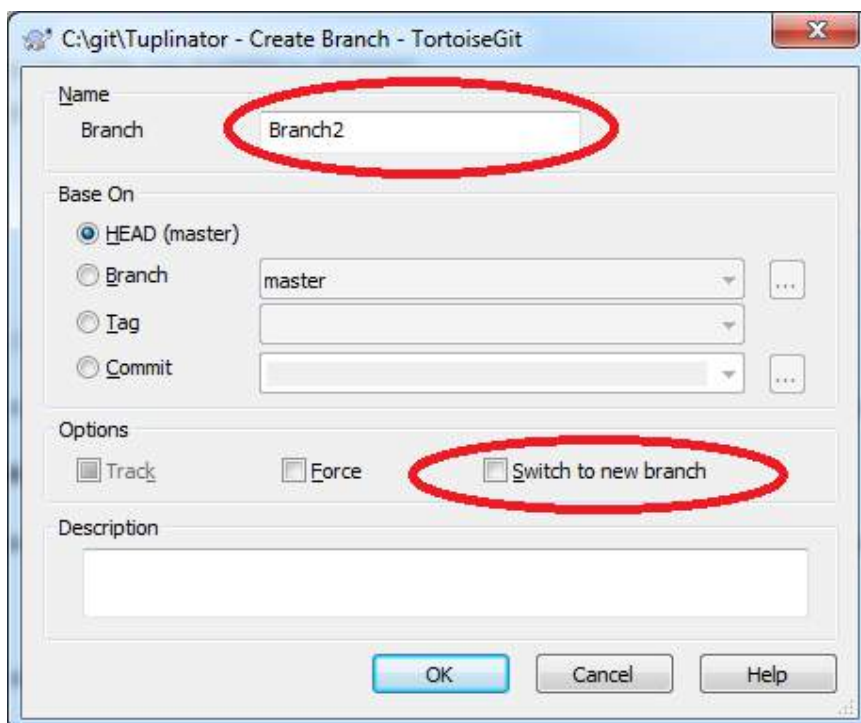 C:\git\Tuplinator - Create Branch - TortoiseGit
Name
Branch Branch2
Base On
HEAD (master)
Branch master ...
Tag
Commit ...
Options
Track Force Switch to new branch
Description
OK Cancel Help